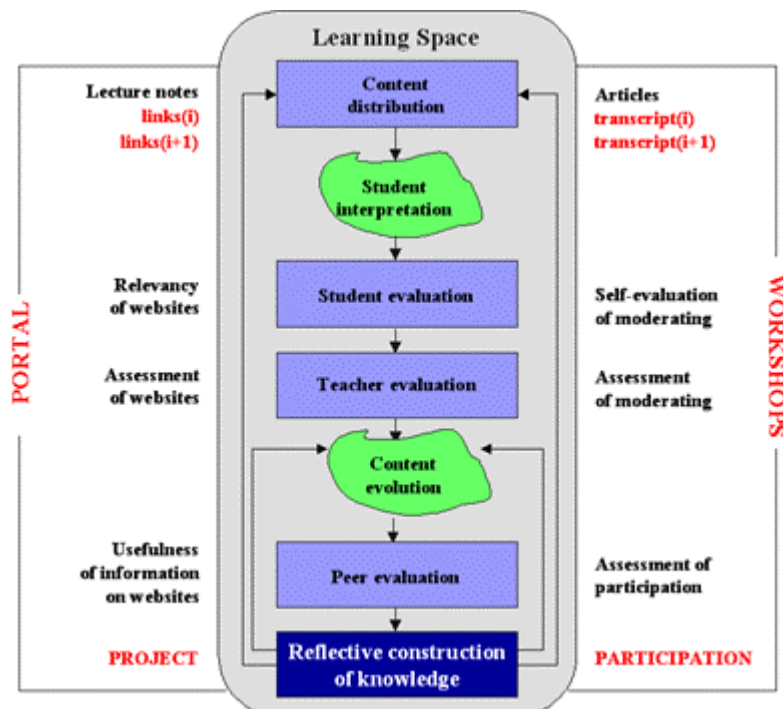 Learning Space
Lecture notes
links(i)
links(i+1)
Content
distribution
Articles
transcript(i)
transcript(i+1)
Student
interpretation
PORTAL
Relevancy
of websites
Student evaluation
Self-evaluation
of moderating
WORKSHOPS
Assessment
of websites
Teacher evaluation
Assessment
of moderating
Content
evolution
Usefulness
of information
on websites
Peer evaluation
Assessment of
participation
PROJECT
Reflective construction
of knowledge
PARTICIPATION